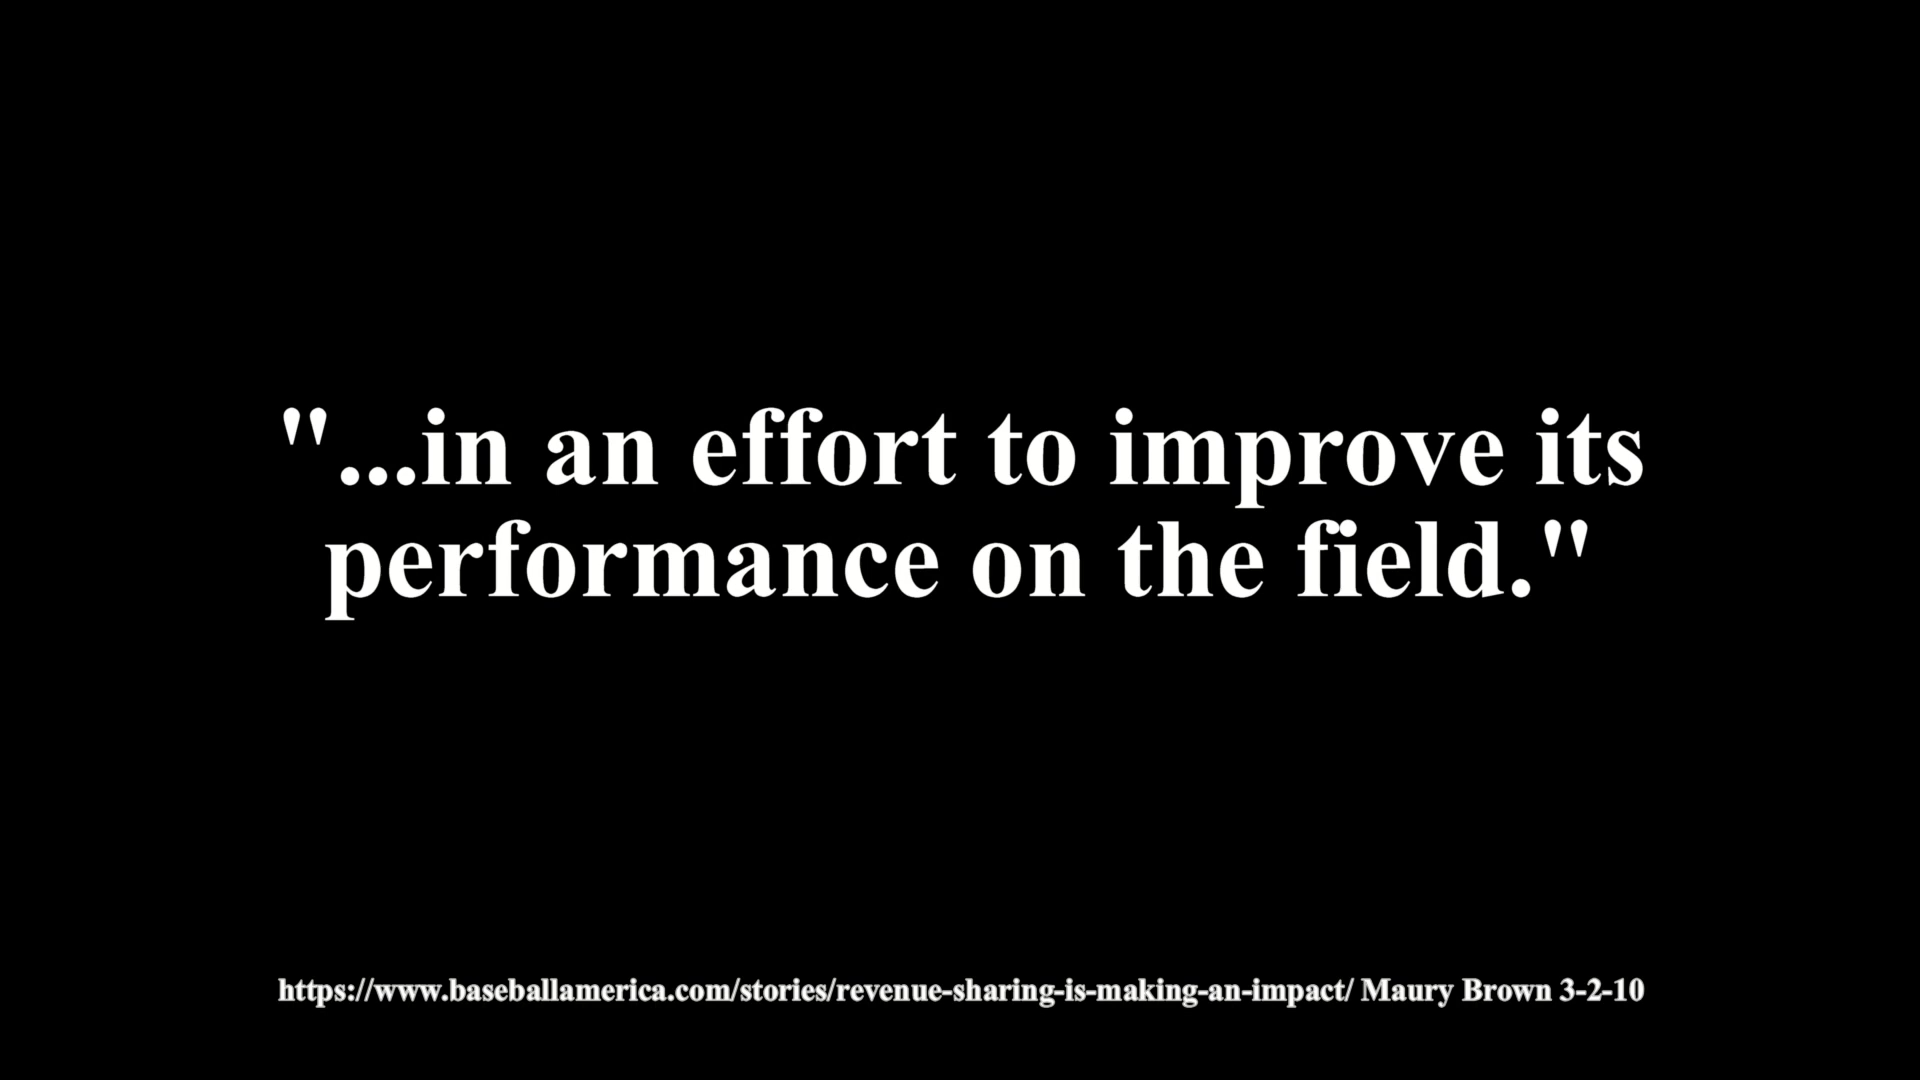 "...in an effort to improve its
performance on the field."
https://www.baseballamerica.com/stories/revenue-sharing-is-making-an-impact/ Maury Brown 3-2-10